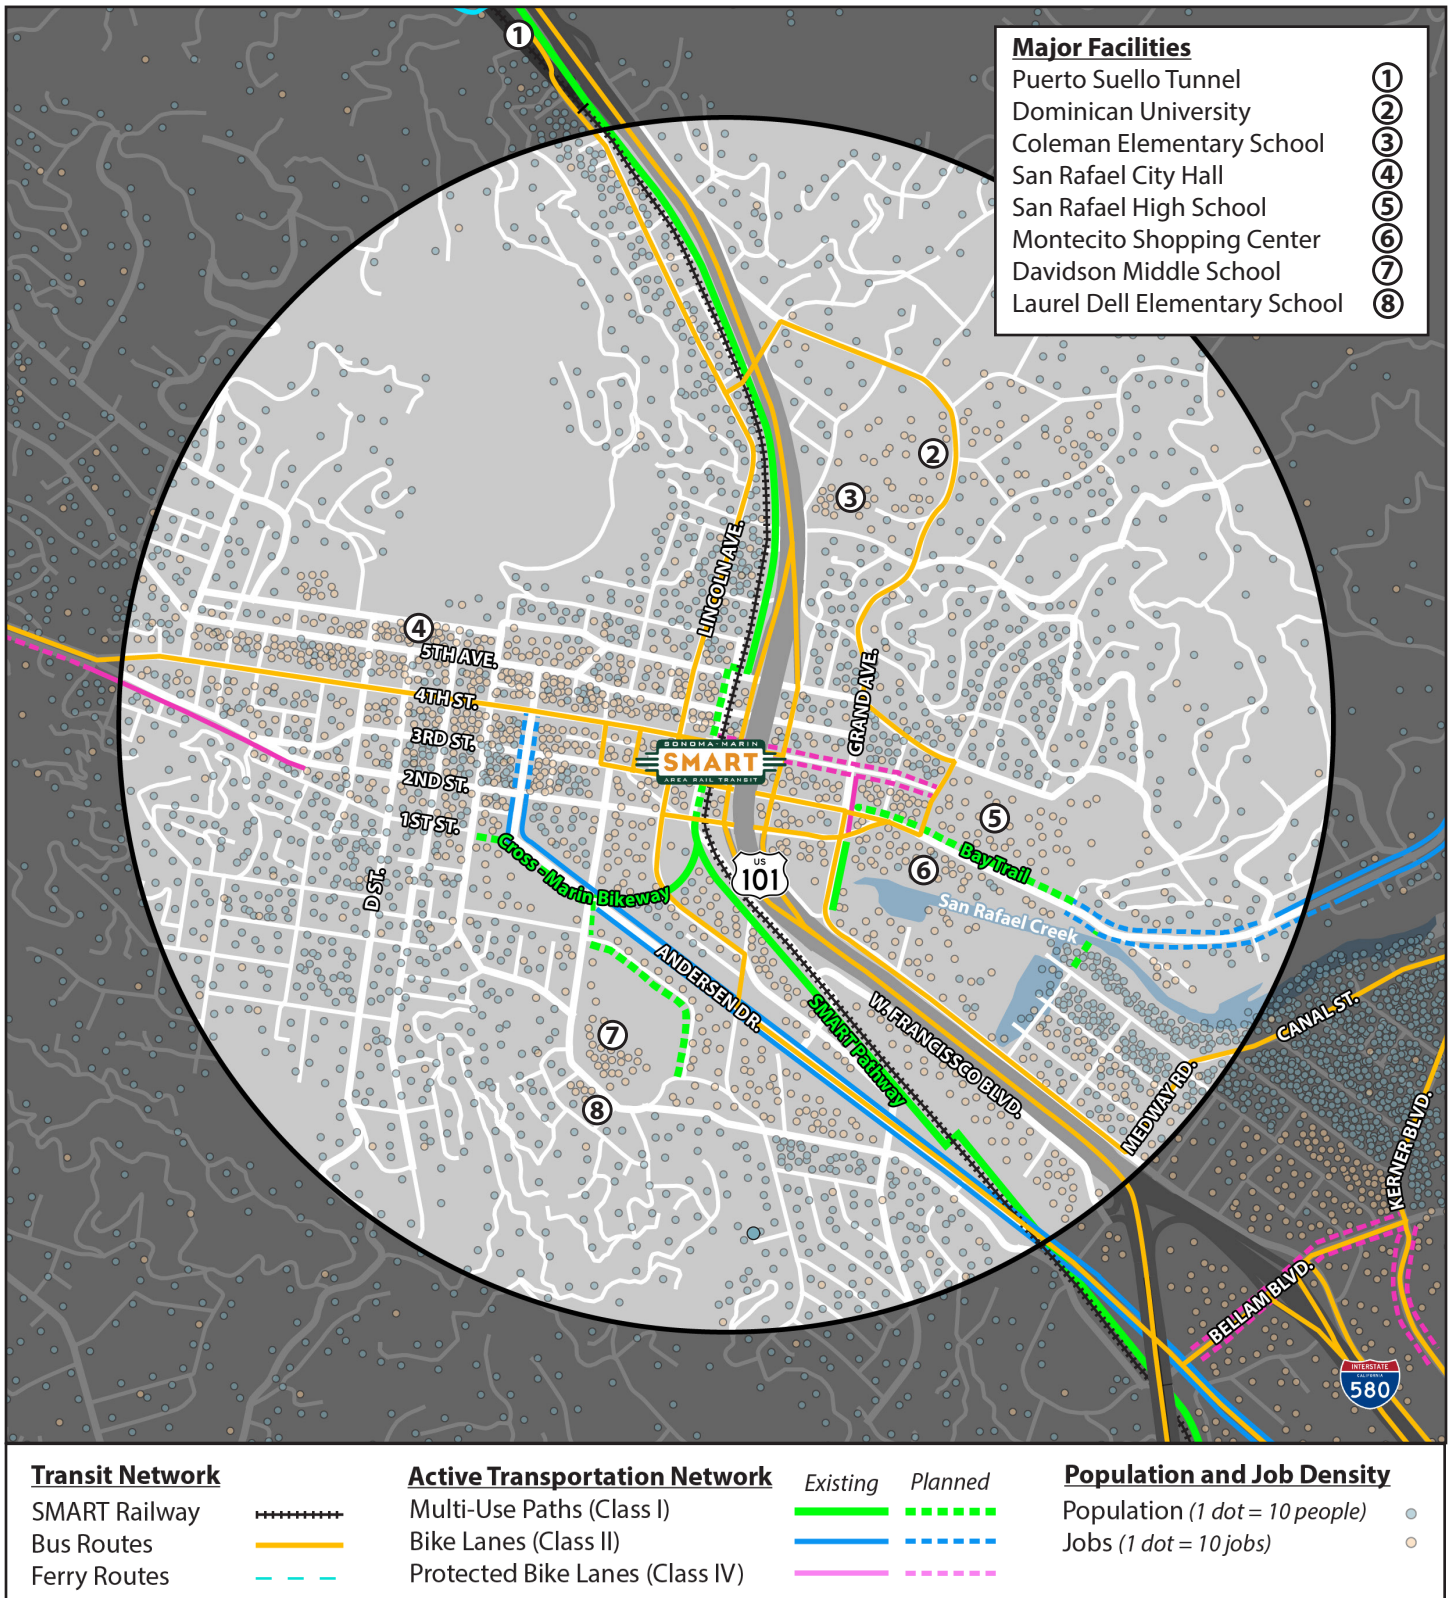 1
Major Facilities
Puerto Suello Tunnel 1
Dominican University 2
Coleman Elementary School 3
San Rafael City Hall 4
San Rafael High School 5
Montecito Shopping Center 6
Davidson Middle School 7
Laurel Dell Elementary School 8
2
3
LINCOLN AVE.
4
5TH AVE.
GRAND AVE.
4TH ST.
3RD ST.
SONOMA-MARIN
SMART
AREA RAIL TRANSIT
2ND ST.
1ST ST.
5
Bay Trail
US
101
6
D ST.
Cross - Marin Bikeway
San Rafael Creek
ANDERSEN DR.
SMART Pathway
W. FRANCISSCO BLVD.
CANAL ST.
7
8
MEDWAY RD.
KERNER BLVD.
BELLAM BLVD.
INTERSTATE
CALIFORNIA
580
Transit Network
SMART Railway
Bus Routes
Ferry Routes
Active Transportation Network Existing Planned
Multi-Use Paths (Class I)
Bike Lanes (Class II)
Protected Bike Lanes (Class IV)
Population and Job Density
Population (1 dot = 10 people)
Jobs (1 dot = 10 jobs)